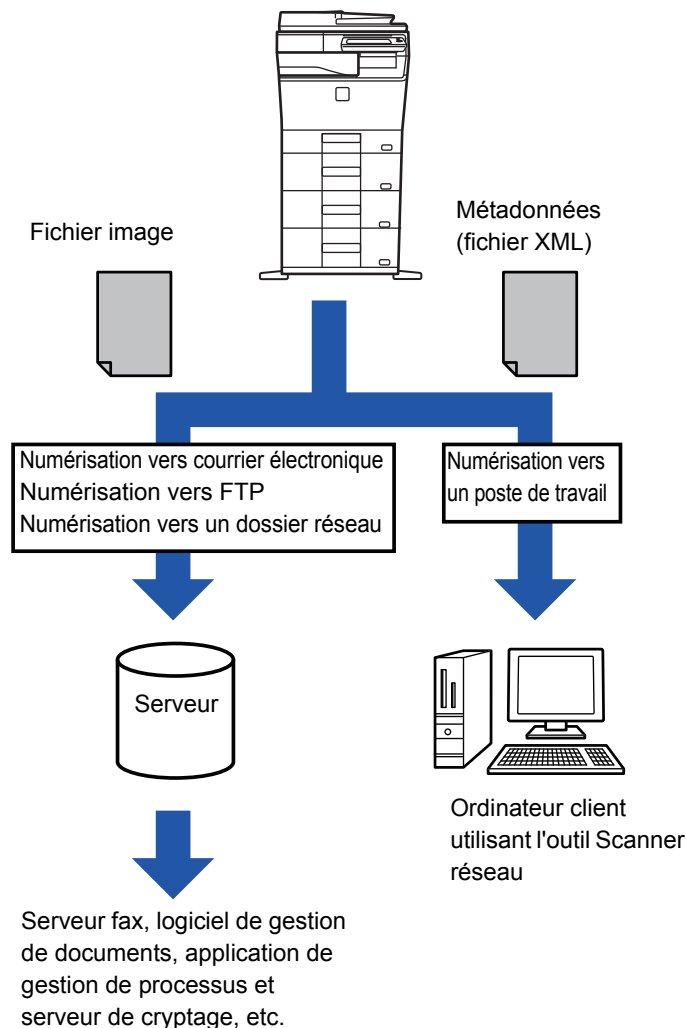 Fichier image
Métadonnées
(fichier XML)
Numérisation vers courrier électronique
Numérisation vers FTP
Numérisation vers un dossier réseau
Numérisation vers
un poste de travail
Serveur
Ordinateur client
utilisant l'outil Scanner
réseau
Serveur fax, logiciel de gestion
de documents, application de
gestion de processus et
serveur de cryptage, etc.